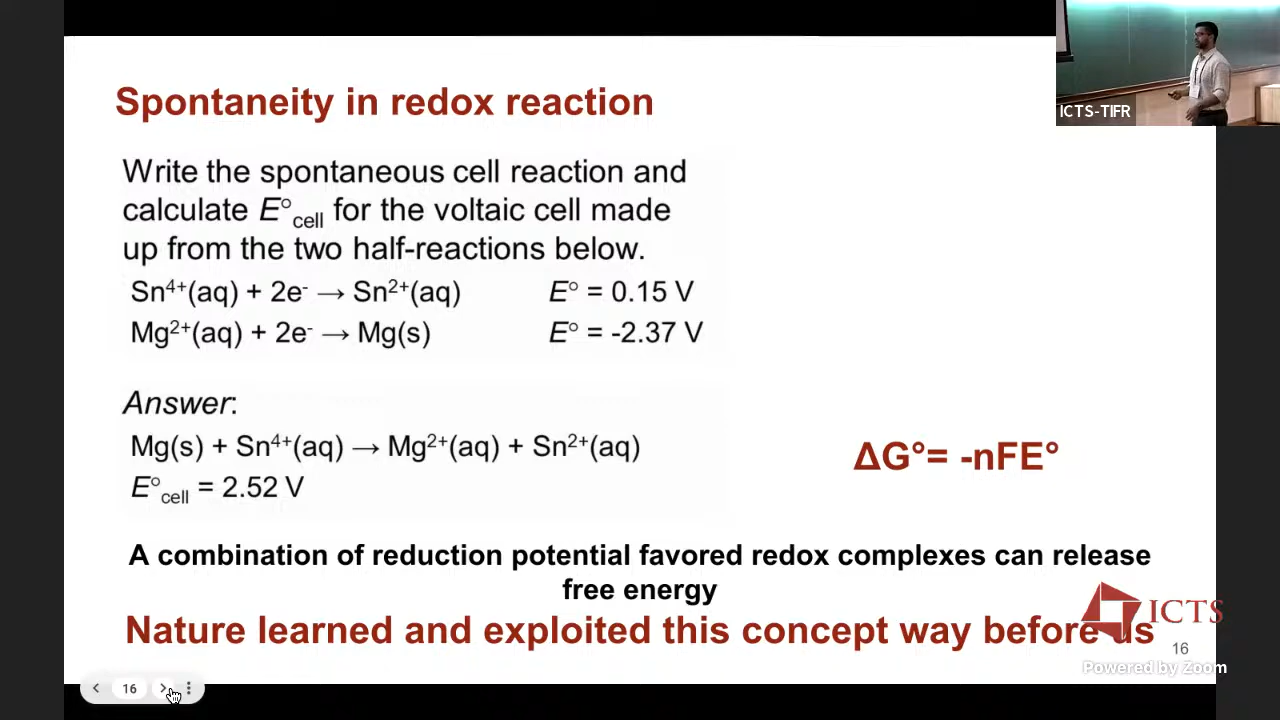 Spontaneity in redox reaction
ICTS-TIFR
Write the spontaneous cell reaction and
calculate E°cell for the voltaic cell made
up from the two half-reactions below.
Sn⁴⁺(aq) + 2e⁻ → Sn²⁺(aq) E° = 0.15 V
Mg²⁺(aq) + 2e⁻ → Mg(s) E° = -2.37 V
Answer:
Mg(s) + Sn⁴⁺(aq) → Mg²⁺(aq) + Sn²⁺(aq)
E°cell = 2.52 V
ΔG°= -nFE°
A combination of reduction potential favored redox complexes can release
free energy
Nature learned and exploited this concept way before us
ICTS
16
Powered by Zoom
16